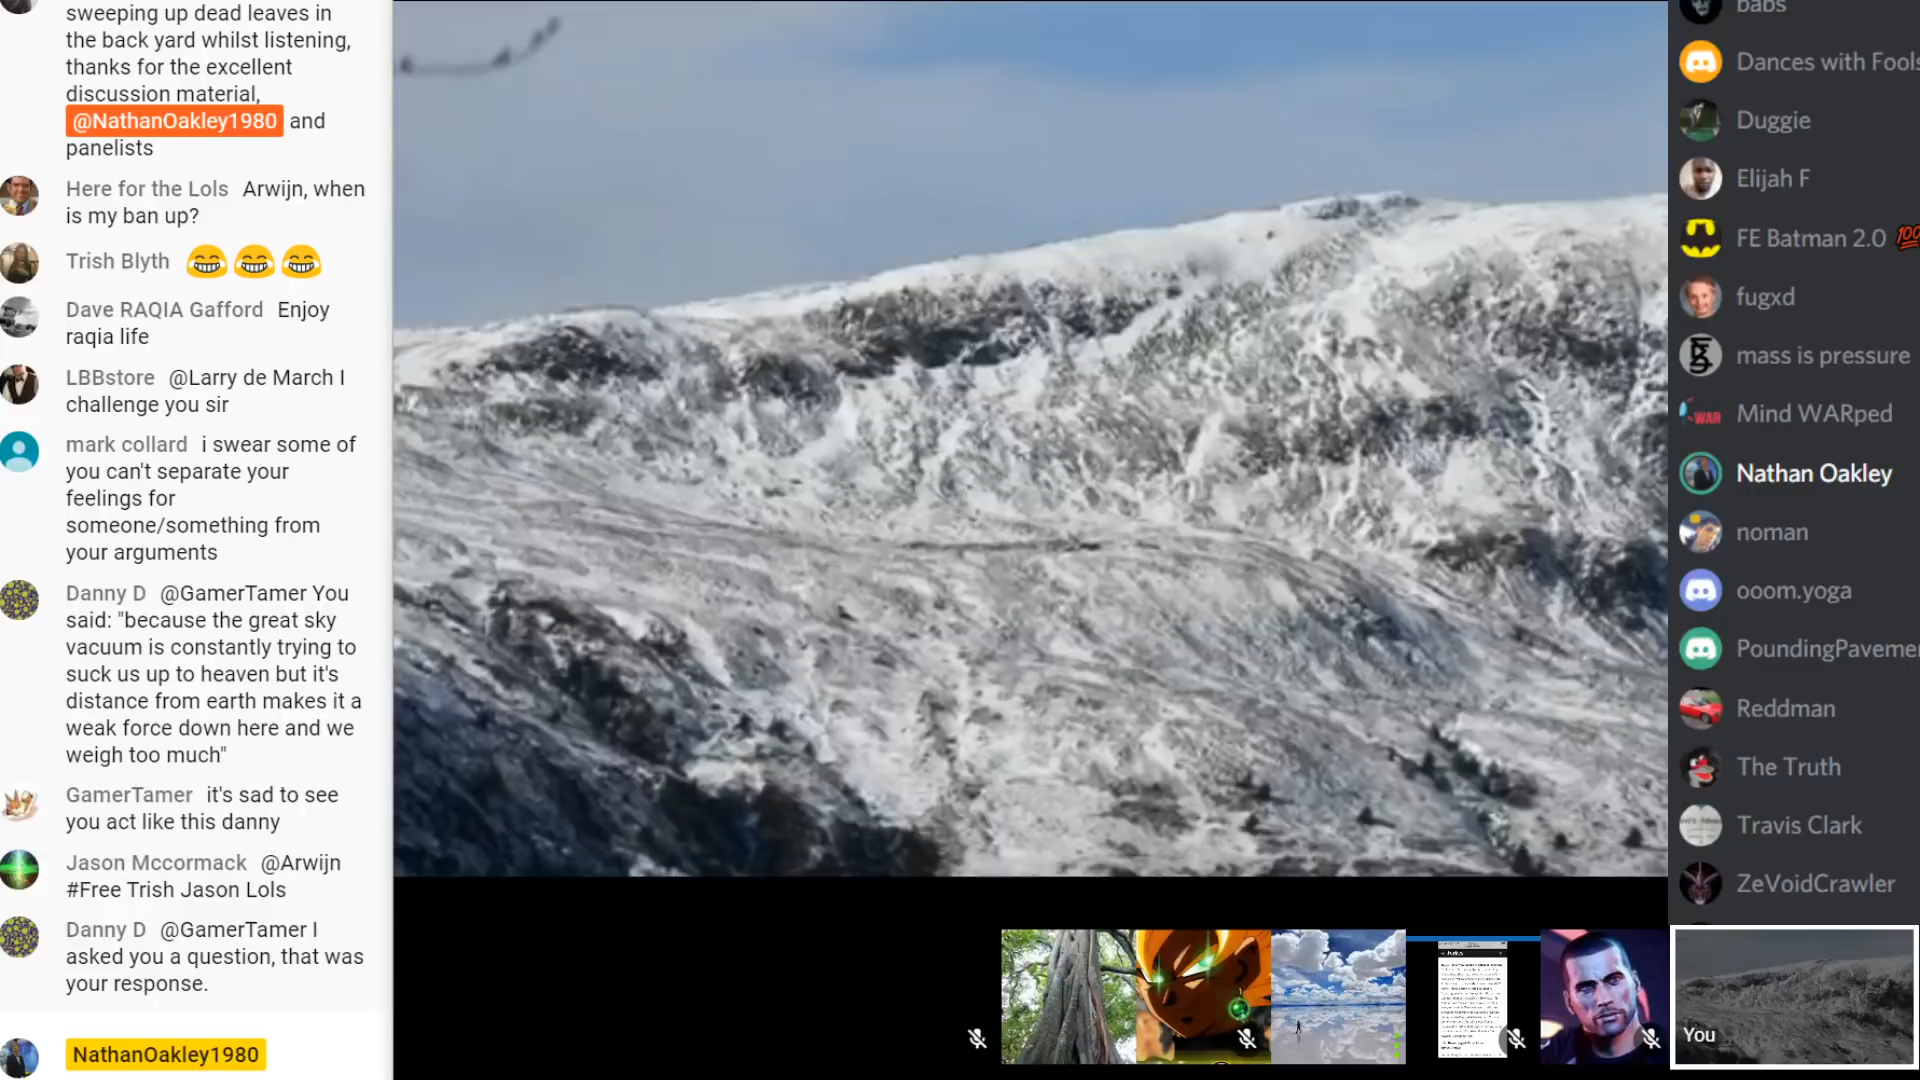 sweeping up dead leaves in
the back yard whilst listening,
thanks for the excellent
discussion material,
@NathanOakley1980 and
panelists
Here for the Lols Arwijn, when
is my ban up?
Trish Blyth
Dave RAQIA Gafford Enjoy
raqia life
LBBstore @Larry de March I
challenge you sir
mark collard i swear some of
you can't separate your
feelings for
someone/something from
your arguments
Danny D @GamerTamer You
said: "because the great sky
vacuum is constantly trying to
suck us up to heaven but it's
distance from earth makes it a
weak force down here and we
weigh too much"
GamerTamer it's sad to see
you act like this danny
Jason Mccormack @Arwijn
#Free Trish Jason Lols
Danny D @GamerTamer I
asked you a question, that was
your response.
NathanOakley1980
babs
Dances with Fools
Duggie
Elijah F
FE Batman 2.0 100
fugxd
mass is pressure
WAR
Mind WARped
Nathan Oakley
noman
ooom.yoga
PoundingPaveme
Reddman
The Truth
Travis Clark
ZeVoidCrawler
You